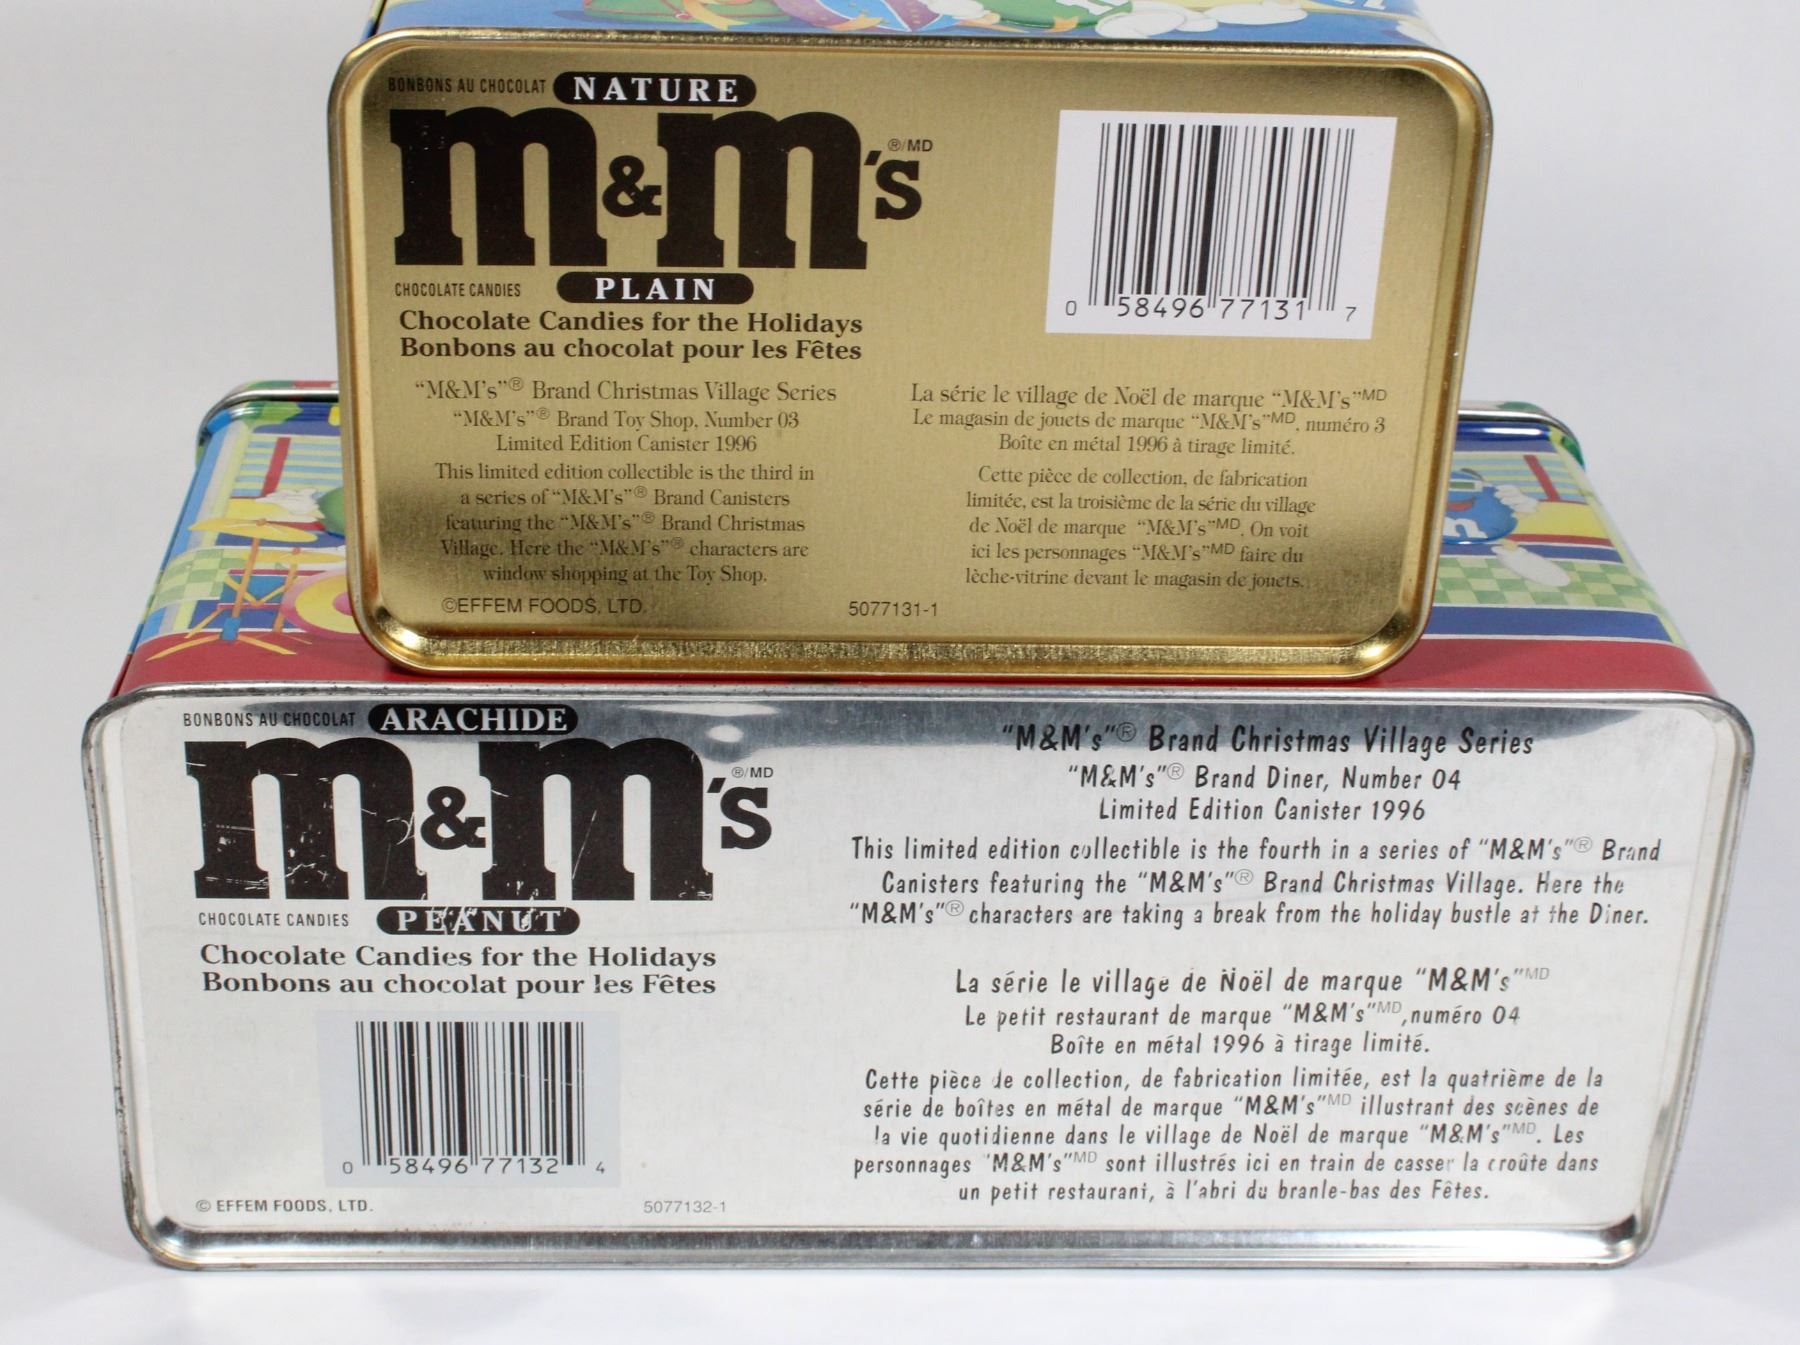 BONBONS AU CHOCOLAT NATURE
m&m's ®/MD
CHOCOLATE CANDIES PLAIN
Chocolate Candies for the Holidays
Bonbons au chocolat pour les Fêtes
0 58496 77131 7
“M&M's”® Brand Christmas Village Series
“M&M's”® Brand Toy Shop, Number 03
Limited Edition Canister 1996
This limited edition collectible is the third in
a series of “M&M's”® Brand Canisters
featuring the “M&M's”® Brand Christmas
Village. Here the “M&M's”® characters are
window shopping at the Toy Shop.
©EFFEM FOODS, LTD.
La série le village de Noël de marque “M&M's”MD
Le magasin de jouets de marque “M&M's”MD, numéro 3
Boîte en métal 1996 à tirage limité.
Cette pièce de collection, de fabrication
limitée, est la troisième de la série du village
de Noël de marque “M&M's”MD. On voit
ici les personnages “M&M's”MD faire du
lèche-vitrine devant le magasin de jouets.
5077131-1
BONBONS AU CHOCOLAT ARACHIDE
m&m's ®/MD
CHOCOLATE CANDIES PEANUT
Chocolate Candies for the Holidays
Bonbons au chocolat pour les Fêtes
0 58496 77132 4
© EFFEM FOODS, LTD.
5077132-1
“M&M's”® Brand Christmas Village Series
“M&M's”® Brand Diner, Number 04
Limited Edition Canister 1996
This limited edition collectible is the fourth in a series of “M&M's”® Brand
Canisters featuring the “M&M's”® Brand Christmas Village. Here the
“M&M's”® characters are taking a break from the holiday bustle at the Diner.
La série le village de Noël de marque “M&M's”MD
Le petit restaurant de marque “M&M's”MD, numéro 04
Boîte en métal 1996 à tirage limité.
Cette pièce de collection, de fabrication limitée, est la quatrième de la
série de boîtes en métal de marque “M&M's”MD illustrant des scènes de
la vie quotidienne dans le village de Noël de marque “M&M's”MD. Les
personnages “M&M's”MD sont illustrés ici en train de casser la croûte dans
un petit restaurant, à l'abri du branle-bas des Fêtes.